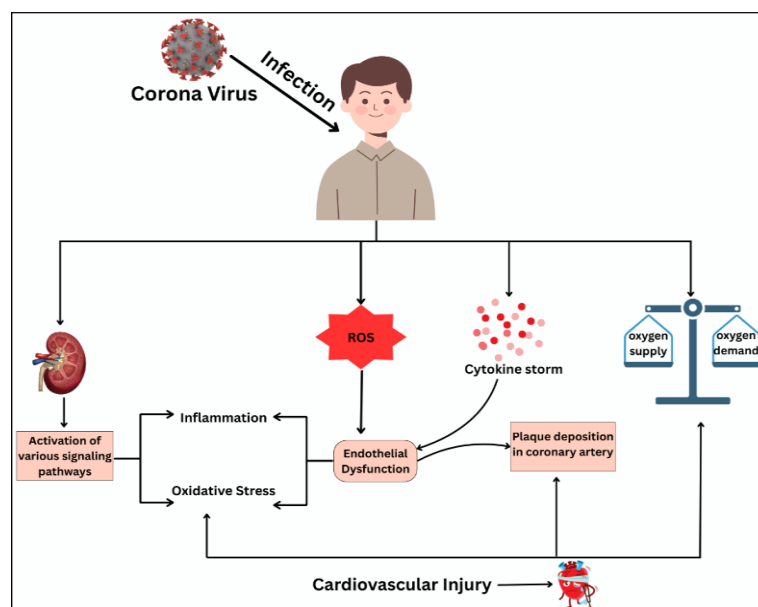 Corona Virus
Infection
ROS
Cytokine storm
oxygen
supply
oxygen
demand
Activation of
various signaling
pathways
Inflammation
Oxidative Stress
Endothelial
Dysfunction
Plaque deposition
in coronary artery
Cardiovascular Injury